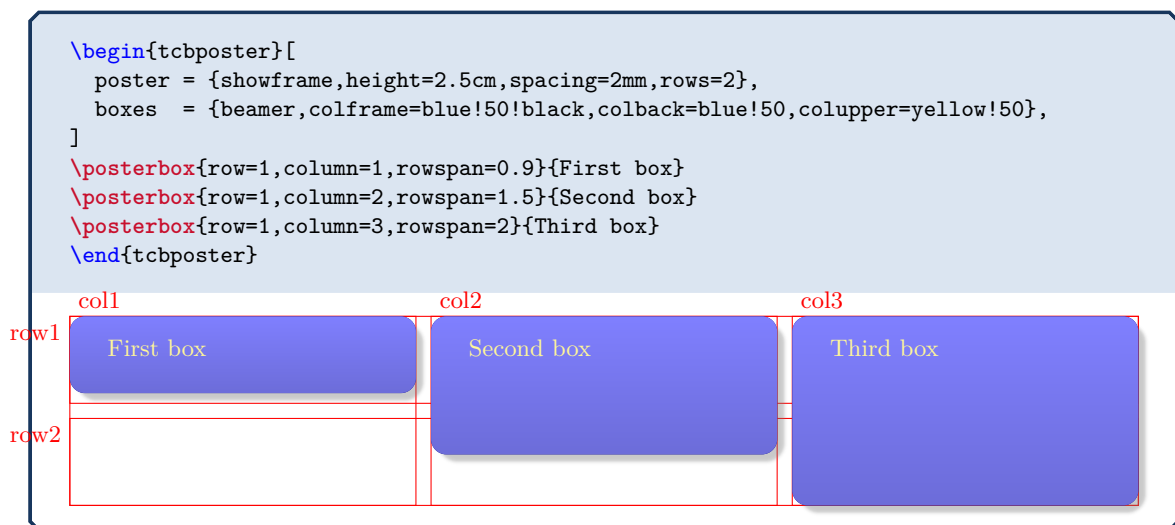 \begin{tcbposter}[
  poster = {showframe,height=2.5cm,spacing=2mm,rows=2},
  boxes  = {beamer,colframe=blue!50!black,colback=blue!50,colupper=yellow!50},
]
\posterbox{row=1,column=1,rowspan=0.9}{First box}
\posterbox{row=1,column=2,rowspan=1.5}{Second box}
\posterbox{row=1,column=3,rowspan=2}{Third box}
\end{tcbposter}
col1 col2 col3
row1
First box Second box Third box
row2